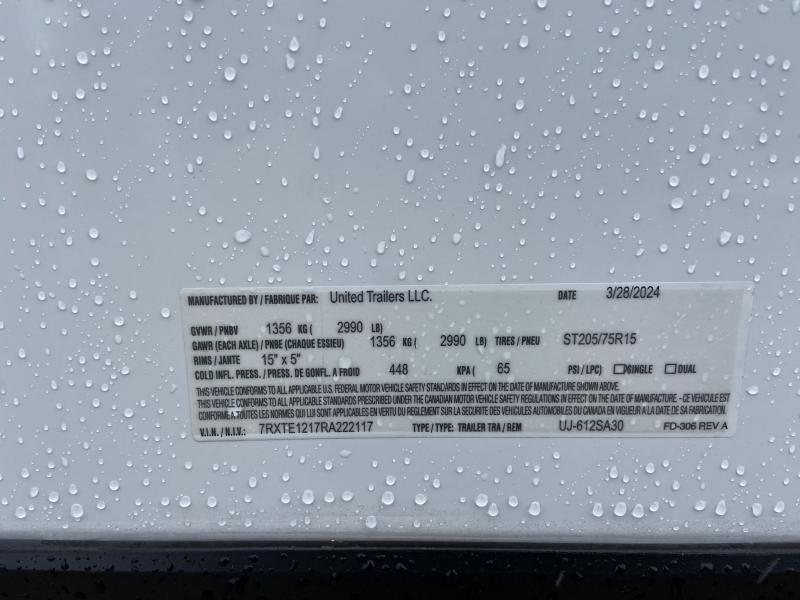 MANUFACTURED BY / FABRIQUE PAR: United Trailers LLC. DATE 3/28/2024
GVWR / PNBV 1356 KG ( 2990 LB)
GAWR (EACH AXLE) / PNBE (CHAQUE ESSIEU) 1356 KG ( 2990 LB) TIRES / PNEU ST205/75R15
RIMS / JANTE 15" x 5"
COLD INFL. PRESS. / PRESS. DE GONFL. A FROID 448 KPA ( 65 PSI / LPC) SINGLE DUAL
THIS VEHICLE CONFORMS TO ALL APPLICABLE U.S. FEDERAL MOTOR VEHICLE SAFETY STANDARDS IN EFFECT ON THE DATE OF MANUFACTURE SHOWN ABOVE.
THIS VEHICLE CONFORMS TO ALL APPLICABLE STANDARDS PRESCRIBED UNDER THE CANADIAN MOTOR VEHICLE SAFETY REGULATIONS IN EFFECT ON THE DATE OF MANUFACTURE - CE VEHICULE EST
CONFORME A TOUTES LES NORMES QUI LUI SONT APPLICABLES EN VERTU DU REGLEMENT SUR LA SECURITE DES VEHICULES AUTOMOBILES DU CANADA EN VIGUEUR A LA DATE DE SA FABRICATION.
V.I.N. / N.I.V.: 7RXTE1217RA222117 TYPE / TYPE: TRAILER TRA / REM UJ-612SA30 FD-306 REV A